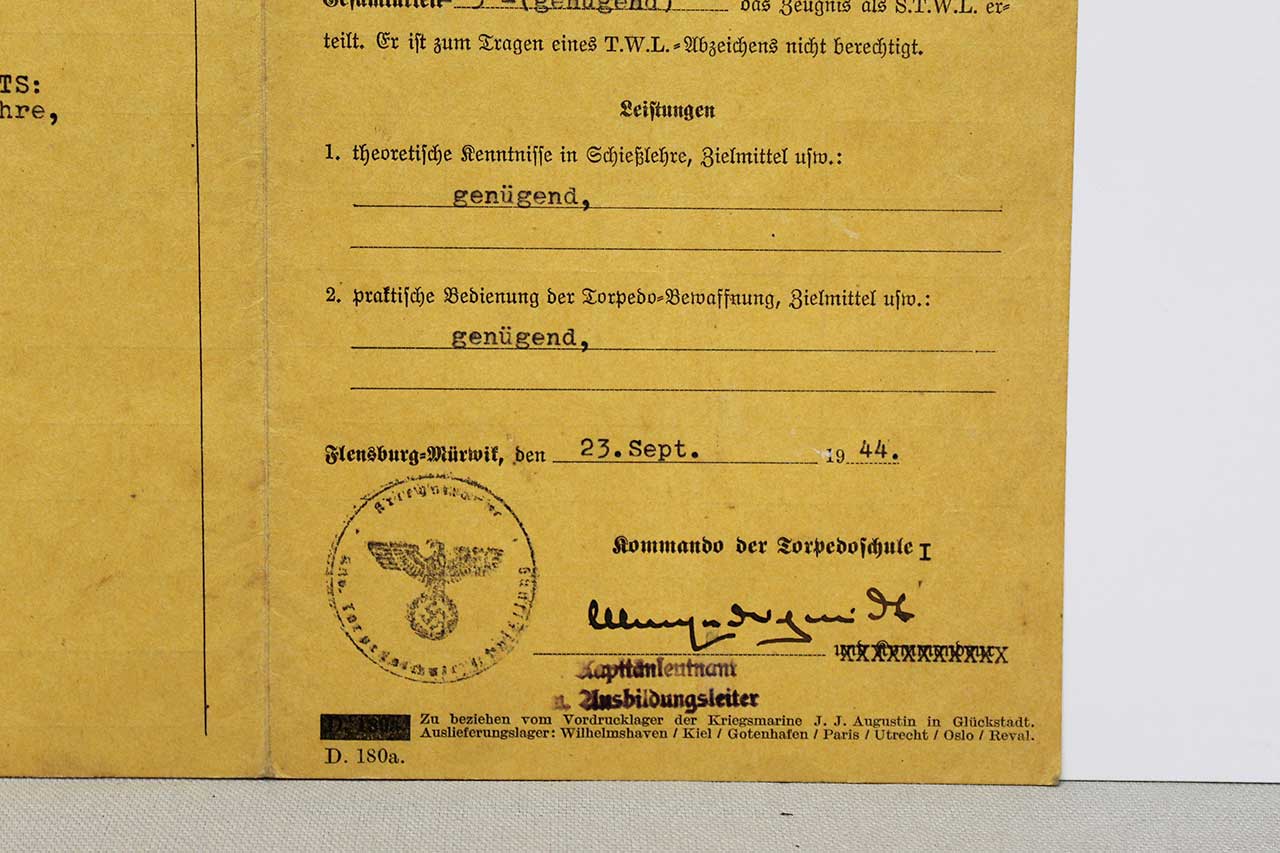 TS:
hre,
(genügend) das Zeugnis als S.T.W.L. er=
teilt. Er ist zum Tragen eines T.W.L.=Abzeichens nicht berechtigt.
Leistungen
1. theoretische Kenntnisse in Schießlehre, Zielmittel usw.:
genügend,
2. praktische Bedienung der Torpedo=Bewaffnung, Zielmittel usw.:
genügend,
Flensburg=Mürwik, den 23.Sept. 1944.
Kriegsmarine
Kommando der Torpedoschule I
Kapitänleutnant
u. Ausbildungsleiter
D. 180a.
Zu beziehen vom Vordrucklager der Kriegsmarine J. J. Augustin in Glückstadt.
Auslieferungslager: Wilhelmshaven / Kiel / Gotenhafen / Paris / Utrecht / Oslo / Reval.
D. 180a.